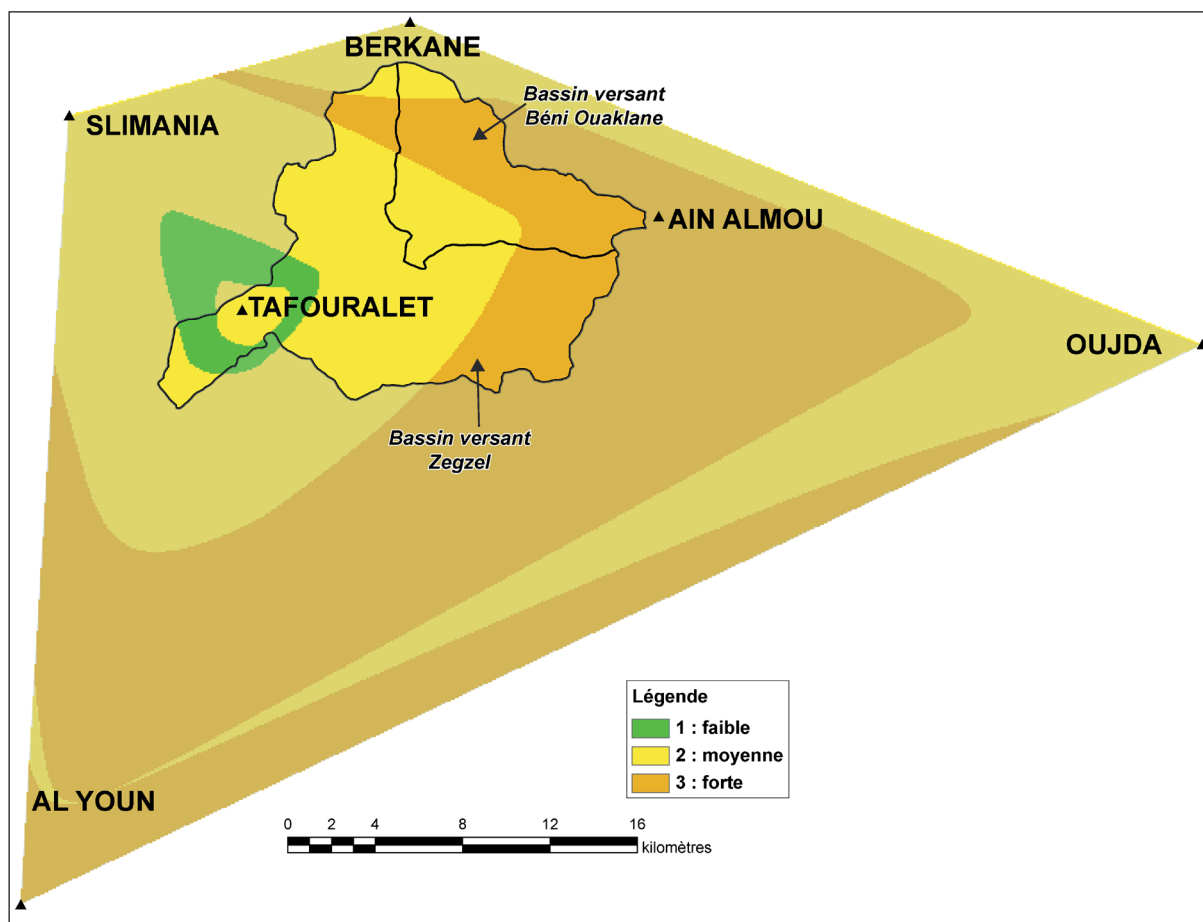 BERKANE
Bassin versant
Béni Ouaklane
SLIMANIA
AIN ALMOU
TAFOURALET
OUJDA
Bassin versant
Zegzel
Légende
1 : faible
2 : moyenne
3 : forte
AL YOUN
0 2 4 8 12 16
kilomètres